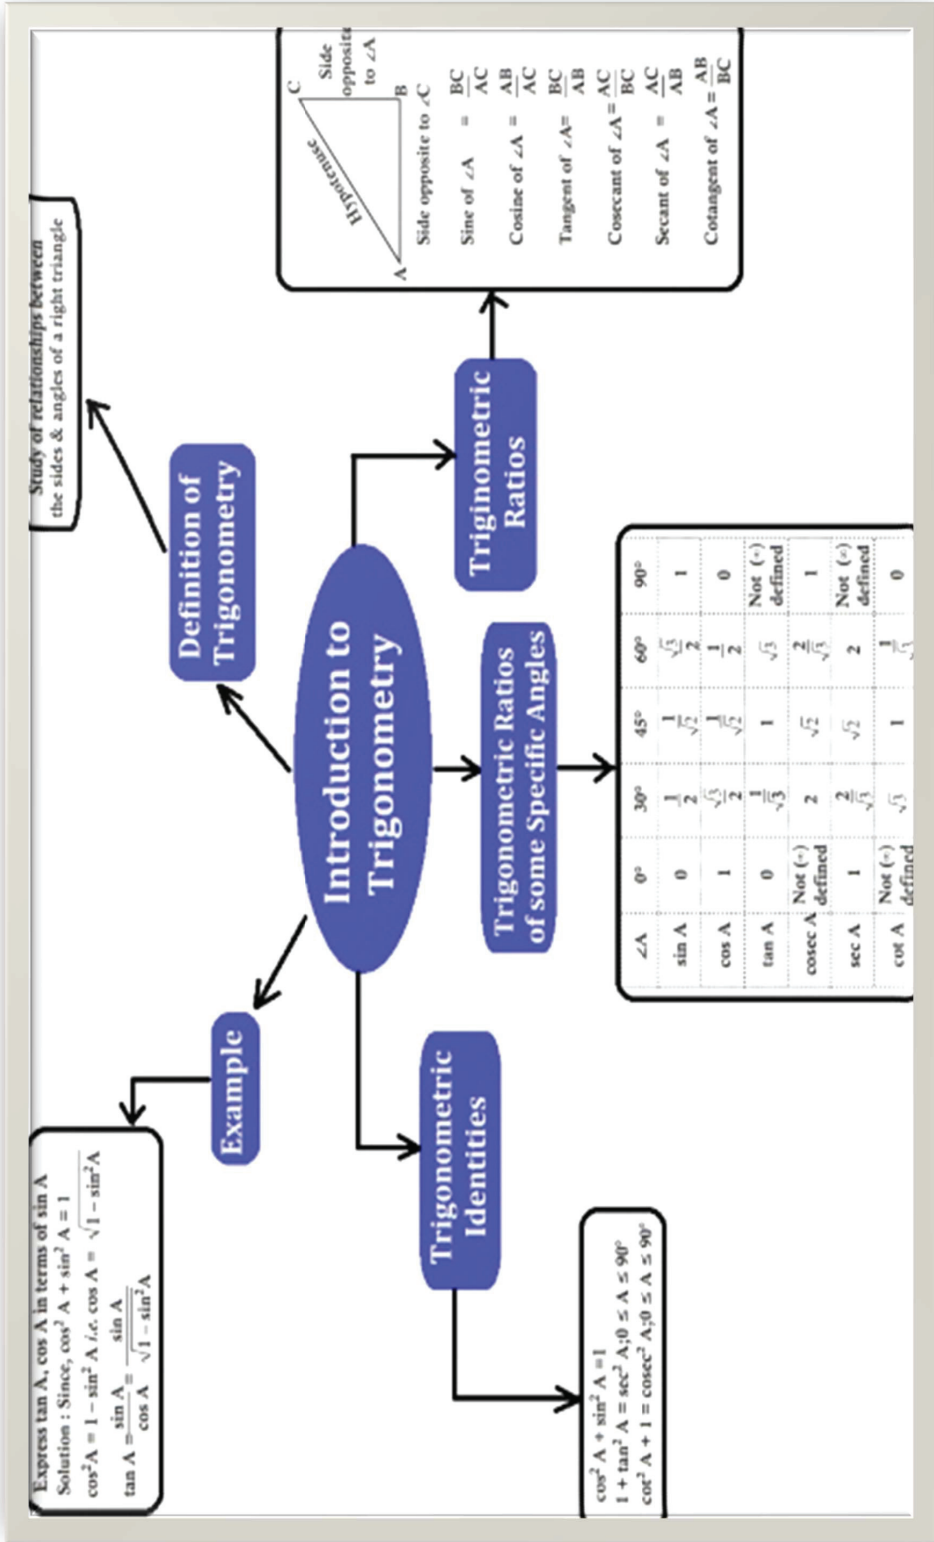 Introduction to
Trigonometry
Definition of
Trigonometry
Study of relationships between
the sides & angles of a right triangle
Triginometric
Ratios
C
Side
opposite
to ∠A
Hypotenuse
A
B
Side opposite to ∠C
Sine of ∠A = BC/AC
Cosine of ∠A = AB/AC
Tangent of ∠A= BC/AB
Cosecant of ∠A= AC/BC
Secant of ∠A = AC/AB
Cotangent of ∠A= AB/BC
Trigonometric Ratios
of some Specific Angles
∠A 0° 30° 45° 60° 90°
sin A 0 1/2 1/√2 √3/2 1
cos A 1 √3/2 1/√2 1/2 0
tan A 0 1/√3 1 √3 Not (∞) defined
cosec A Not (∞) defined 2 √2 2/√3 1
sec A 1 2/√3 √2 2 Not (∞) defined
cot A Not (∞) defined √3 1 1/√3 0
Trigonometric
Identities
cos² A + sin² A =1
1 + tan² A = sec² A;0 ≤ A ≤ 90°
cot² A + 1 = cosec² A;0 ≤ A ≤ 90°
Example
Express tan A, cos A in terms of sin A
Solution : Since, cos² A + sin² A = 1
cos²A = 1 – sin² A i.e. cos A = √1 – sin²A
tan A = sin A/cos A = sin A/√1 – sin²A